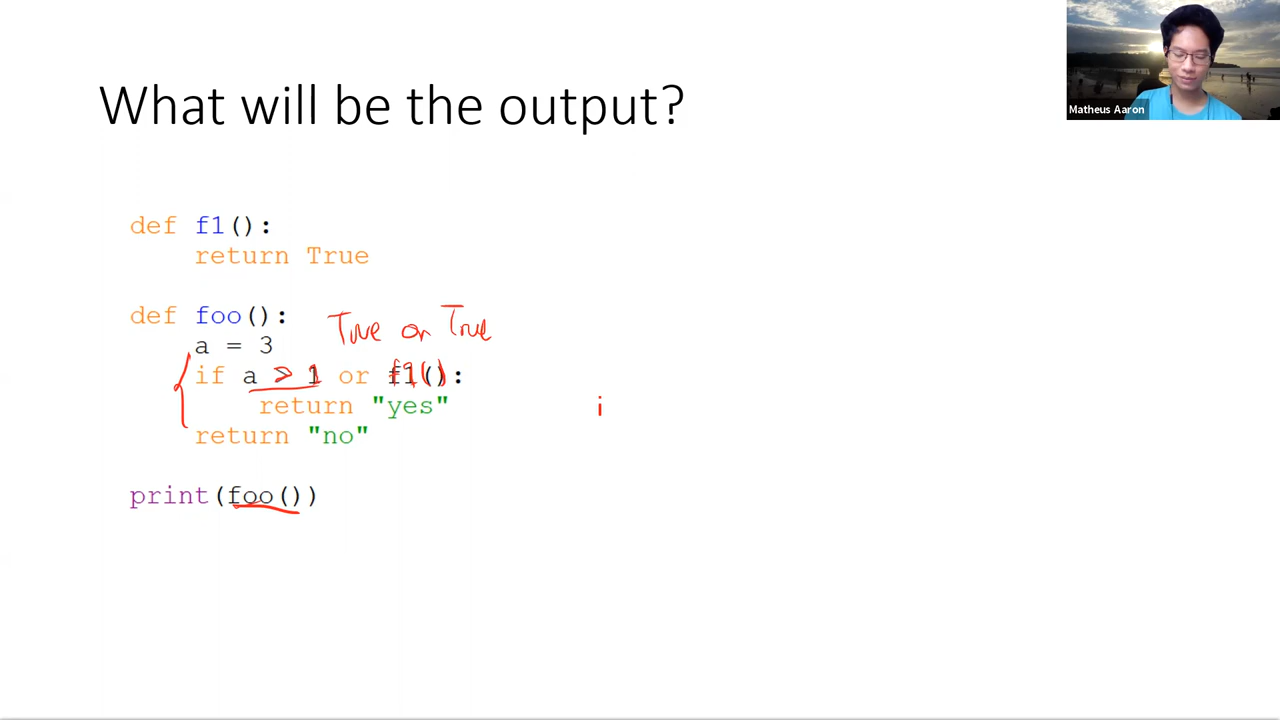 What will be the output?
Matheus Aaron
def f1():
return True
def foo():
True or True
a = 3
if a > 1 or f1():
return "yes"
i
return "no"
print(foo())